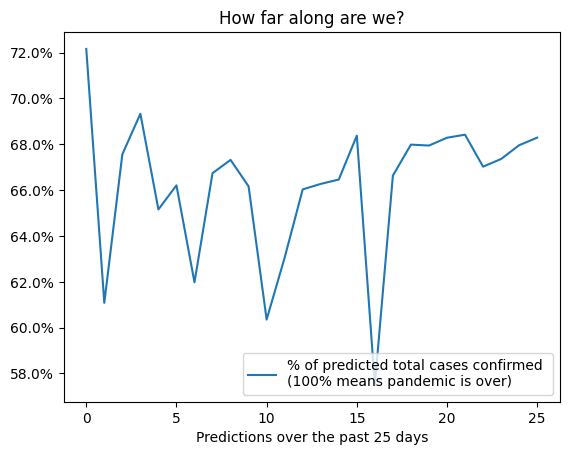 How far along are we?
72.0%
70.0%
68.0%
66.0%
64.0%
62.0%
60.0%
58.0%
% of predicted total cases confirmed
(100% means pandemic is over)
0 5 10 15 20 25
Predictions over the past 25 days